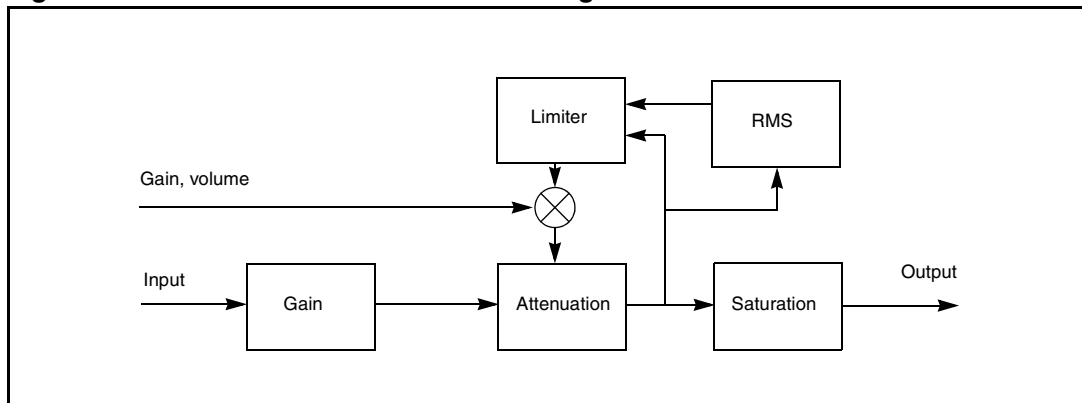 Limiter
RMS
Gain, volume
Input
Output
Gain
Attenuation
Saturation